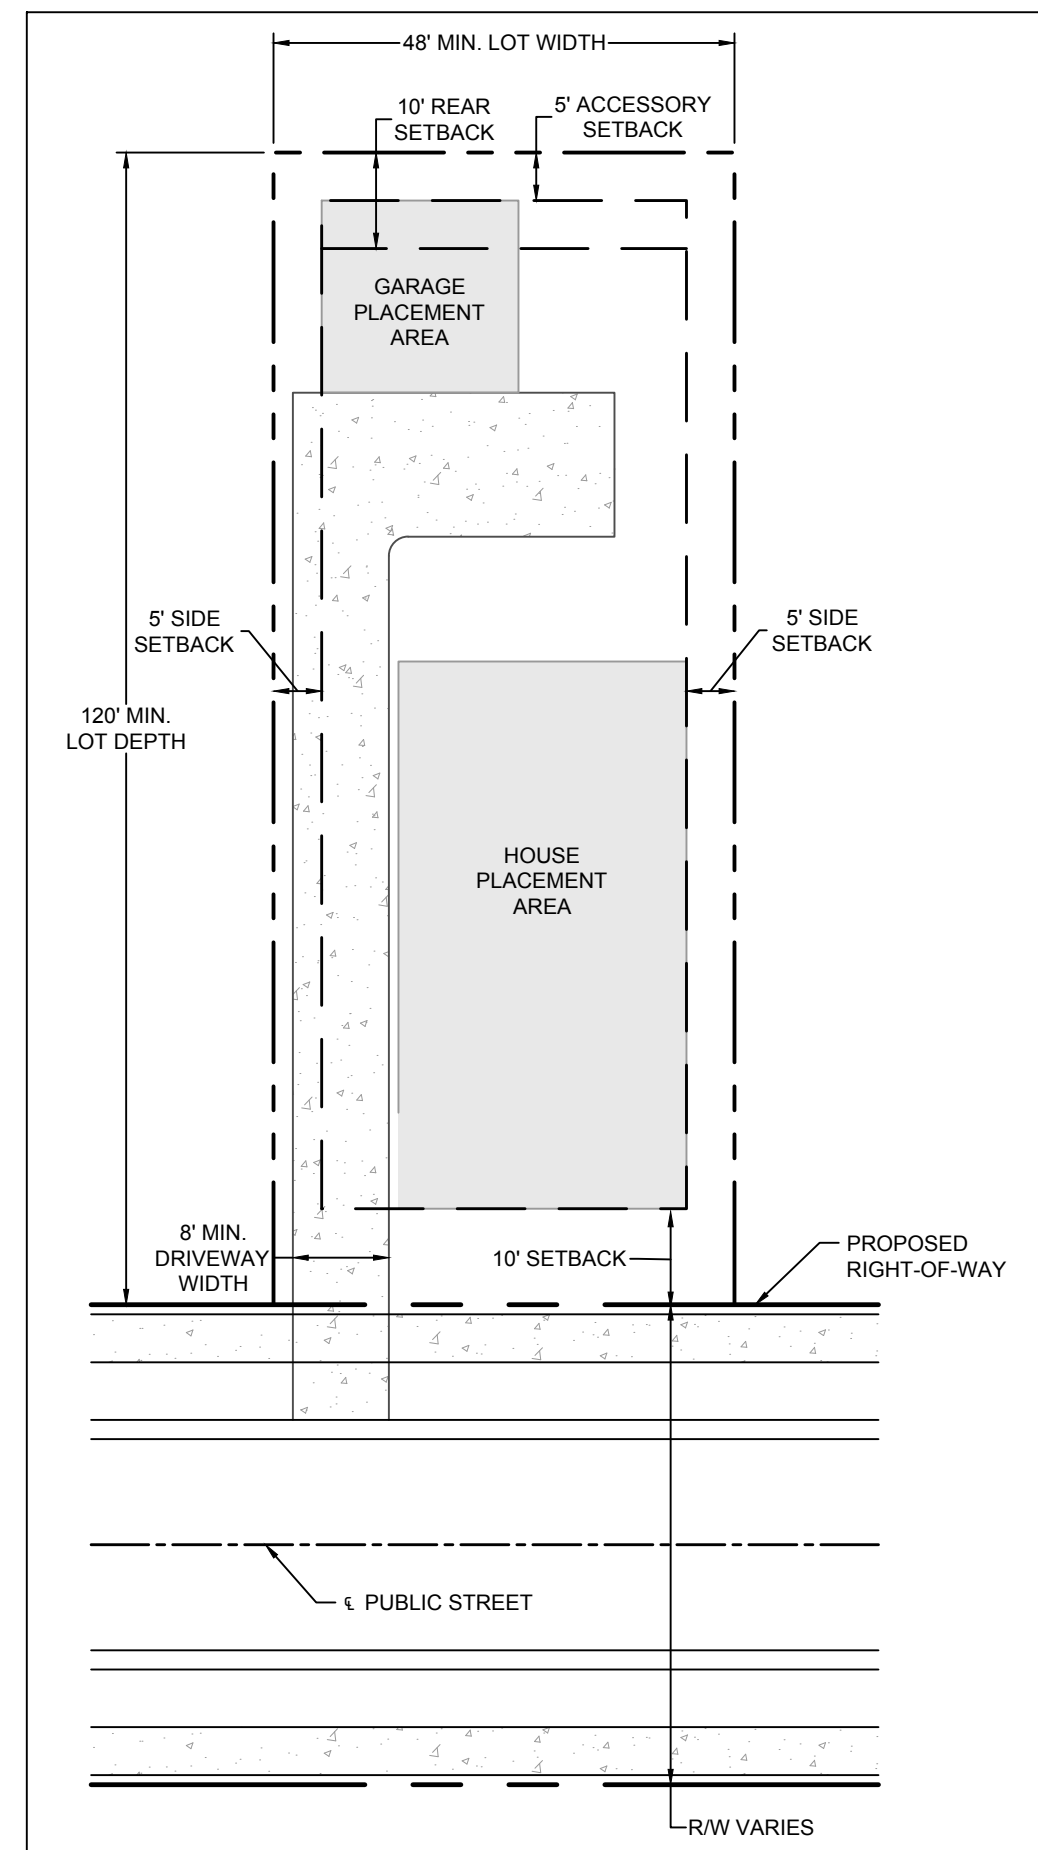 48' MIN. LOT WIDTH
10' REAR
SETBACK
5' ACCESSORY
SETBACK
GARAGE
PLACEMENT
AREA
5' SIDE
SETBACK
5' SIDE
SETBACK
120' MIN.
LOT DEPTH
HOUSE
PLACEMENT
AREA
8' MIN.
DRIVEWAY
WIDTH
10' SETBACK
PROPOSED
RIGHT-OF-WAY
℄ PUBLIC STREET
R/W VARIES